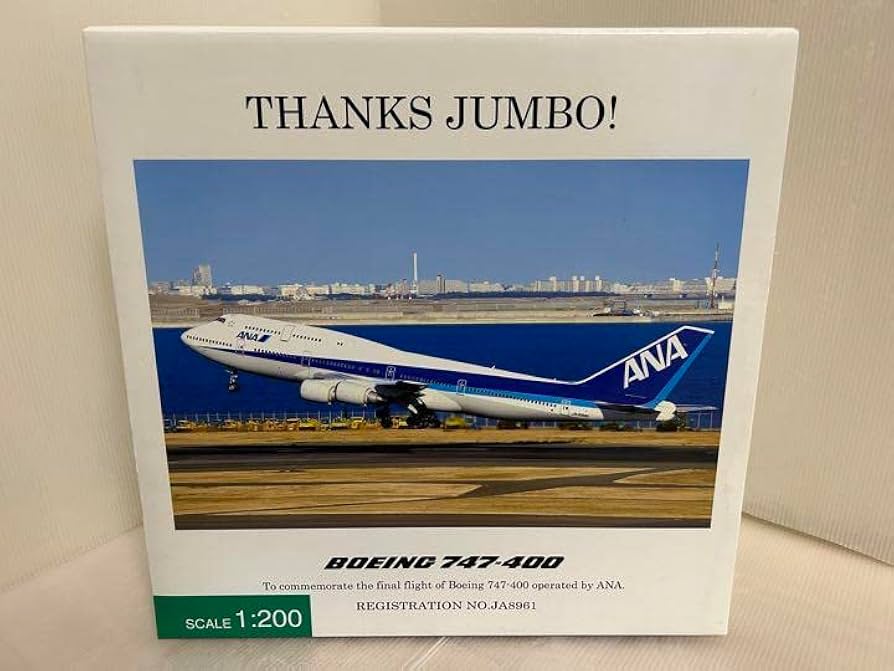 THANKS JUMBO!
ANA
ANA
BOEING 747-400
To commemorate the final flight of Boeing 747-400 operated by ANA.
REGISTRATION NO.JA8961
SCALE 1:200